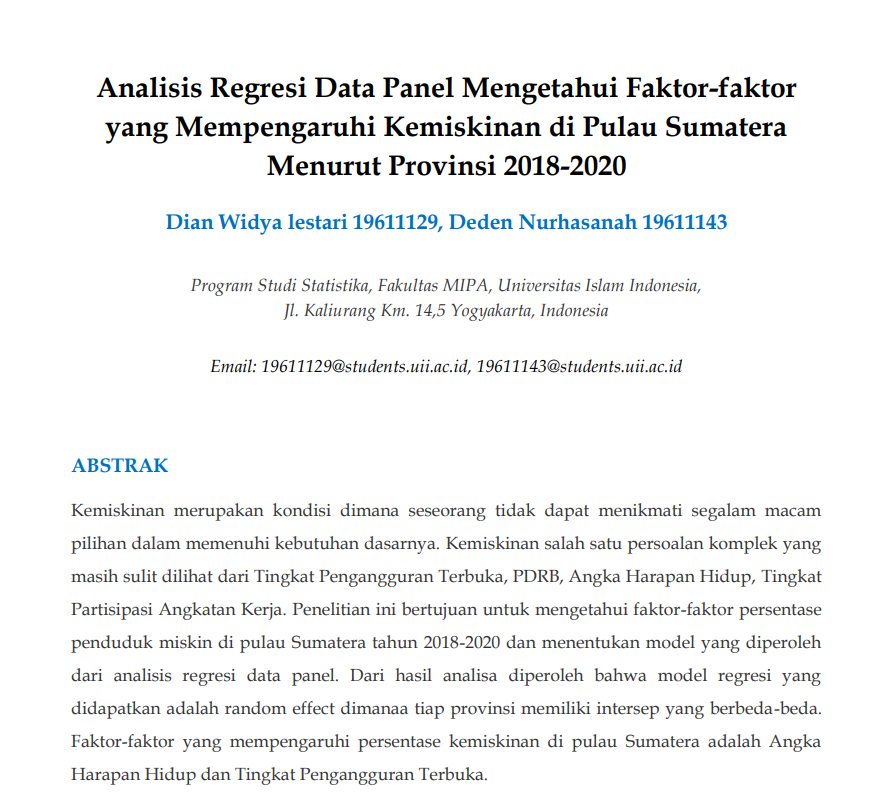 Analisis Regresi Data Panel Mengetahui Faktor-faktor
yang Mempengaruhi Kemiskinan di Pulau Sumatera
Menurut Provinsi 2018-2020
Dian Widya lestari 19611129, Deden Nurhasanah 19611143
Program Studi Statistika, Fakultas MIPA, Universitas Islam Indonesia,
Jl. Kaliurang Km. 14,5 Yogyakarta, Indonesia
Email: 19611129@students.uii.ac.id, 19611143@students.uii.ac.id
ABSTRAK
Kemiskinan merupakan kondisi dimana seseorang tidak dapat menikmati segalam macam
pilihan dalam memenuhi kebutuhan dasarnya. Kemiskinan salah satu persoalan komplek yang
masih sulit dilihat dari Tingkat Pengangguran Terbuka, PDRB, Angka Harapan Hidup, Tingkat
Partisipasi Angkatan Kerja. Penelitian ini bertujuan untuk mengetahui faktor-faktor persentase
penduduk miskin di pulau Sumatera tahun 2018-2020 dan menentukan model yang diperoleh
dari analisis regresi data panel. Dari hasil analisa diperoleh bahwa model regresi yang
didapatkan adalah random effect dimanaa tiap provinsi memiliki intersep yang berbeda-beda.
Faktor-faktor yang mempengaruhi persentase kemiskinan di pulau Sumatera adalah Angka
Harapan Hidup dan Tingkat Pengangguran Terbuka.